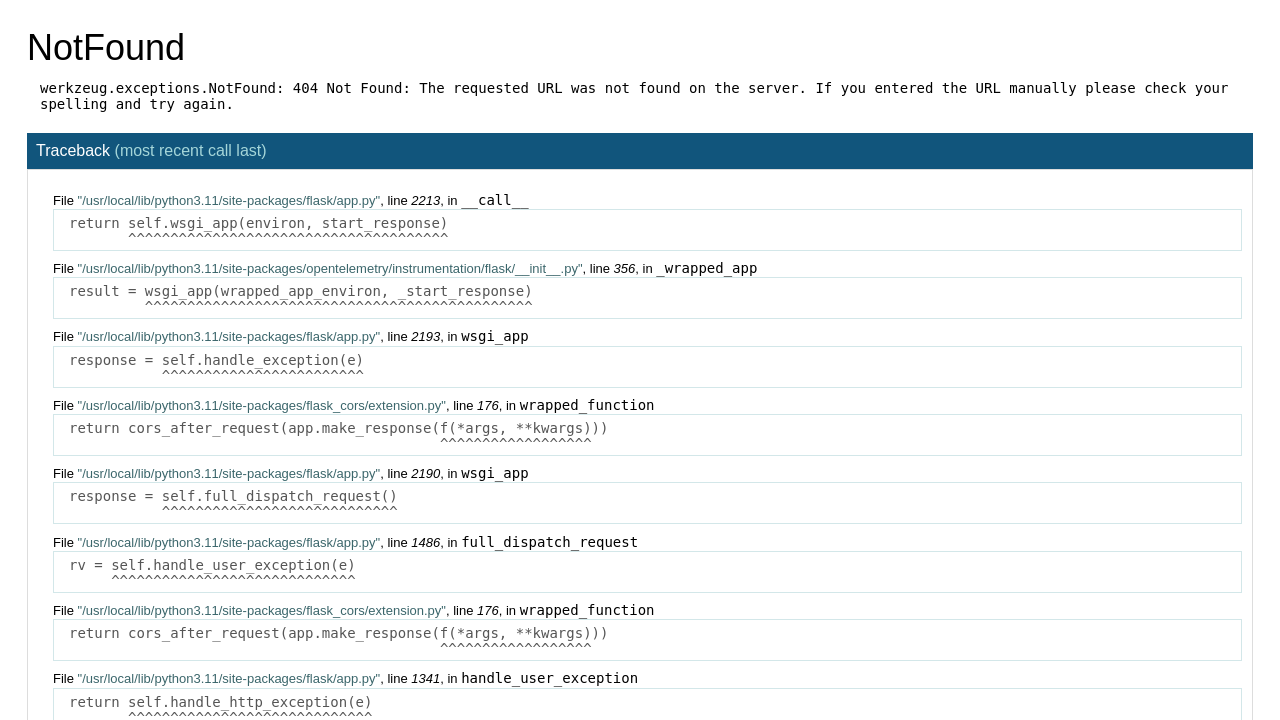 NotFound
werkzeug.exceptions.NotFound: 404 Not Found: The requested URL was not found on the server. If you entered the URL manually please check your
spelling and try again.
Traceback (most recent call last)
File "/usr/local/lib/python3.11/site-packages/flask/app.py", line 2213, in __call__
return self.wsgi_app(environ, start_response)
^^^^^^^^^^^^^^^^^^^^^^^^^^^^^^^^^^^^^^
File "/usr/local/lib/python3.11/site-packages/opentelemetry/instrumentation/flask/__init__.py", line 356, in _wrapped_app
result = wsgi_app(wrapped_app_environ, _start_response)
^^^^^^^^^^^^^^^^^^^^^^^^^^^^^^^^^^^^^^^^^^^^^^
File "/usr/local/lib/python3.11/site-packages/flask/app.py", line 2193, in wsgi_app
response = self.handle_exception(e)
^^^^^^^^^^^^^^^^^^^^^^^^
File "/usr/local/lib/python3.11/site-packages/flask_cors/extension.py", line 176, in wrapped_function
return cors_after_request(app.make_response(f(*args, **kwargs)))
^^^^^^^^^^^^^^^^^^
File "/usr/local/lib/python3.11/site-packages/flask/app.py", line 2190, in wsgi_app
response = self.full_dispatch_request()
^^^^^^^^^^^^^^^^^^^^^^^^^^^^
File "/usr/local/lib/python3.11/site-packages/flask/app.py", line 1486, in full_dispatch_request
rv = self.handle_user_exception(e)
^^^^^^^^^^^^^^^^^^^^^^^^^^^^^
File "/usr/local/lib/python3.11/site-packages/flask_cors/extension.py", line 176, in wrapped_function
return cors_after_request(app.make_response(f(*args, **kwargs)))
^^^^^^^^^^^^^^^^^^
File "/usr/local/lib/python3.11/site-packages/flask/app.py", line 1341, in handle_user_exception
return self.handle_http_exception(e)
^^^^^^^^^^^^^^^^^^^^^^^^^^^^^